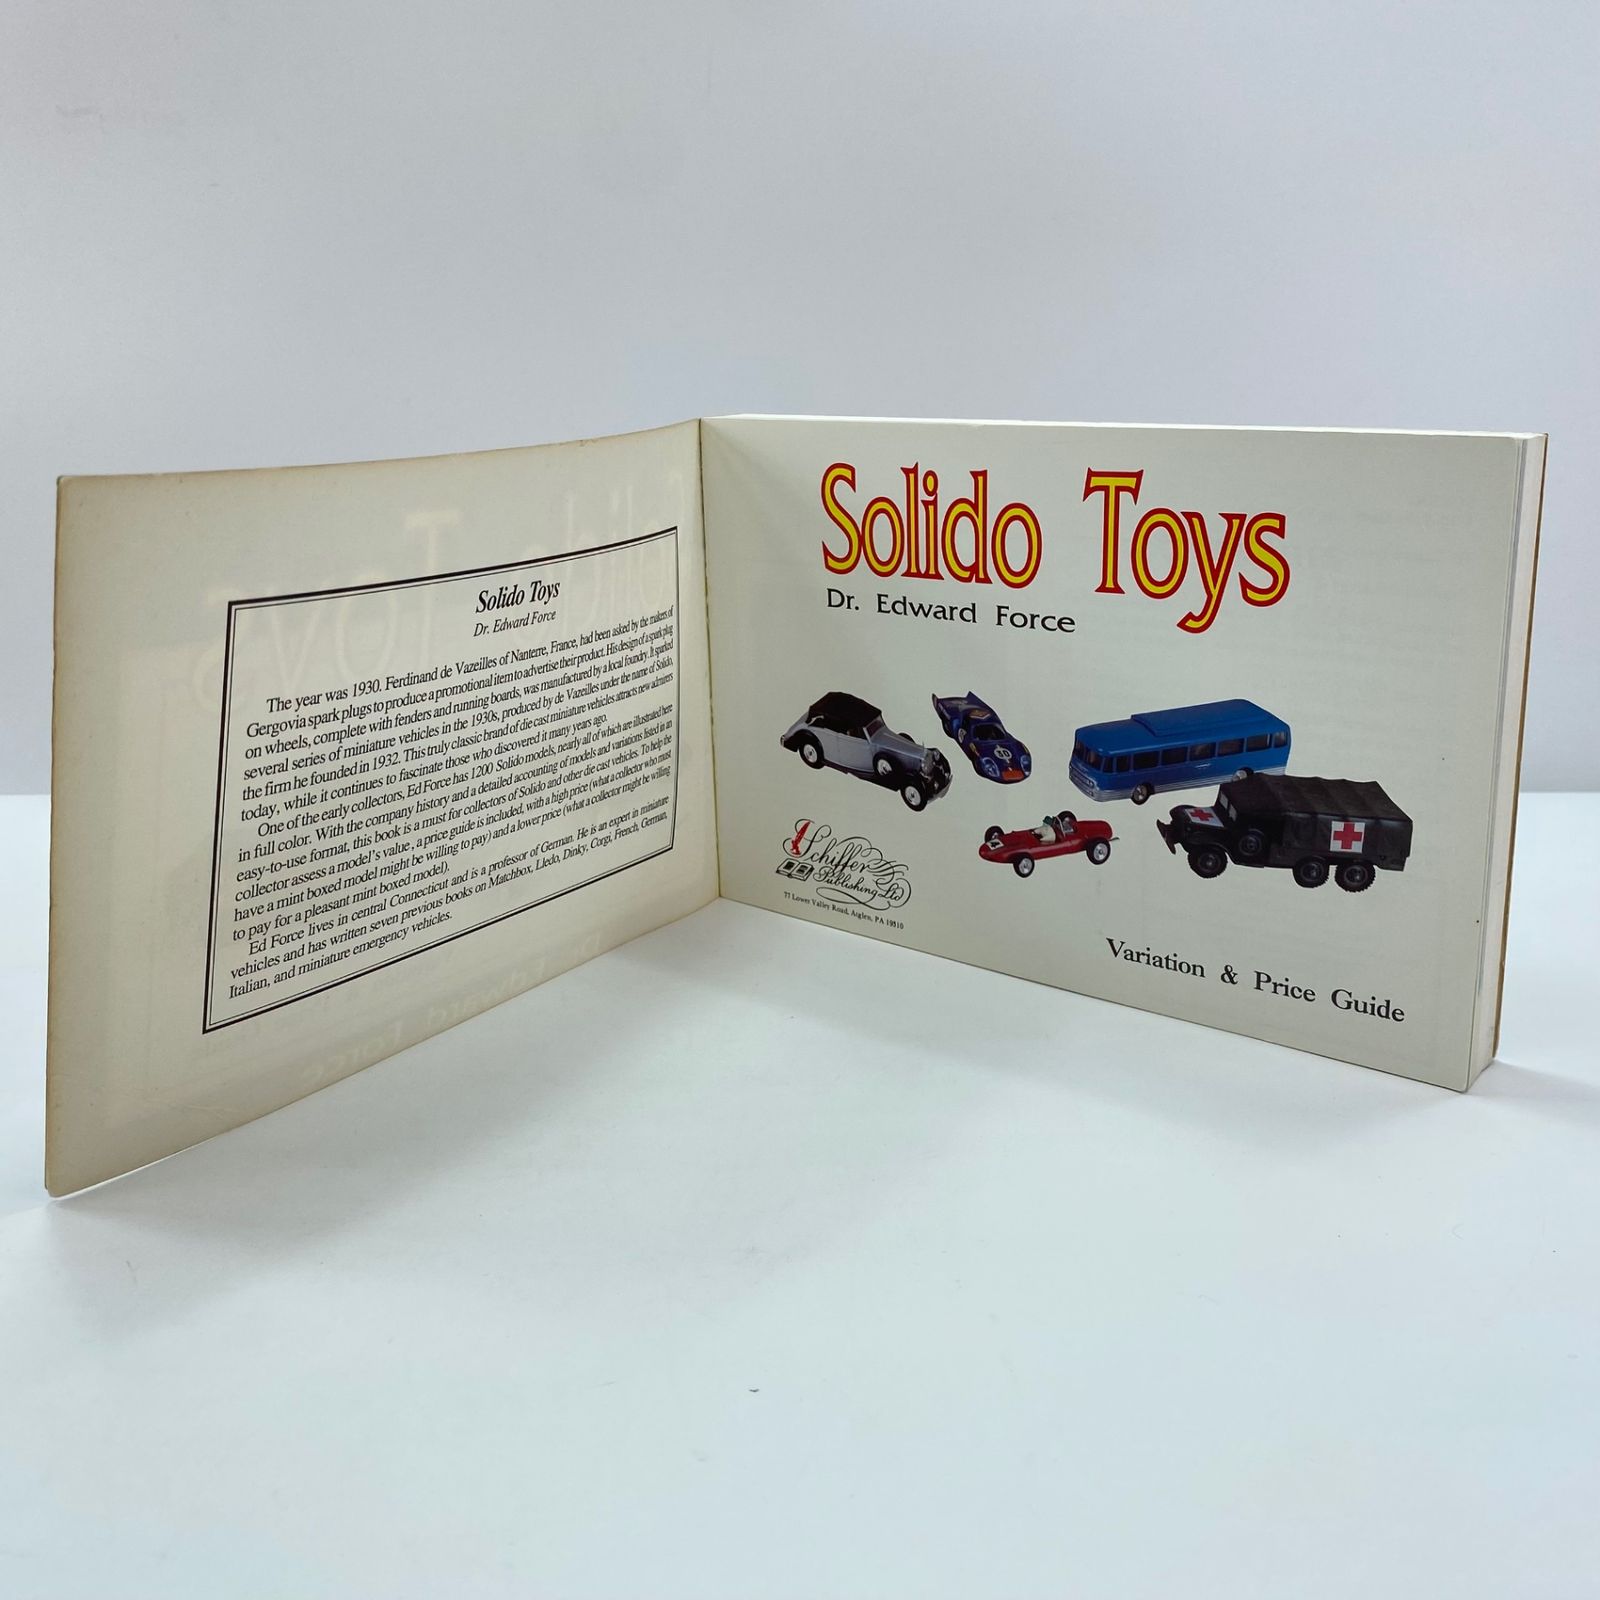 Solido Toys
Dr. Edward Force
The year was 1930. Ferdinand de Vazeilles of Nanterre, France, had been asked by the makers of
Gergovia spark plugs to produce a promotional item to advertise their product. His design of a spark plug
on wheels, complete with fenders and running boards, was manufactured by a local foundry. It sparked
several series of miniature vehicles in the 1930s, produced by de Vazeilles under the name of Solido,
the firm he founded in 1932. This truly classic brand of die cast miniature vehicles attracts new admirers
today, while it continues to fascinate those who discovered it many years ago.
One of the early collectors, Ed Force has 1200 Solido models, nearly all of which are illustrated here
in full color. With the company history and a detailed accounting of models and variations listed in an
easy-to-use format, this book is a must for collectors of Solido and other die cast vehicles. To help the
collector assess a model's value, a price guide is included, with a high price (what a collector who must
have a mint boxed model might be willing to pay) and a lower price (what a collector might be willing
to pay for a pleasant mint boxed model).
Ed Force lives in central Connecticut and is a professor of German. He is an expert in miniature
vehicles and has written seven previous books on Matchbox, Lledo, Dinky, Corgi, French, German,
Italian, and miniature emergency vehicles.
Solido Toys
Dr. Edward Force
30
Schiffer
Publishing Ltd
77 Lower Valley Road, Atglen, PA 19310
Variation & Price Guide